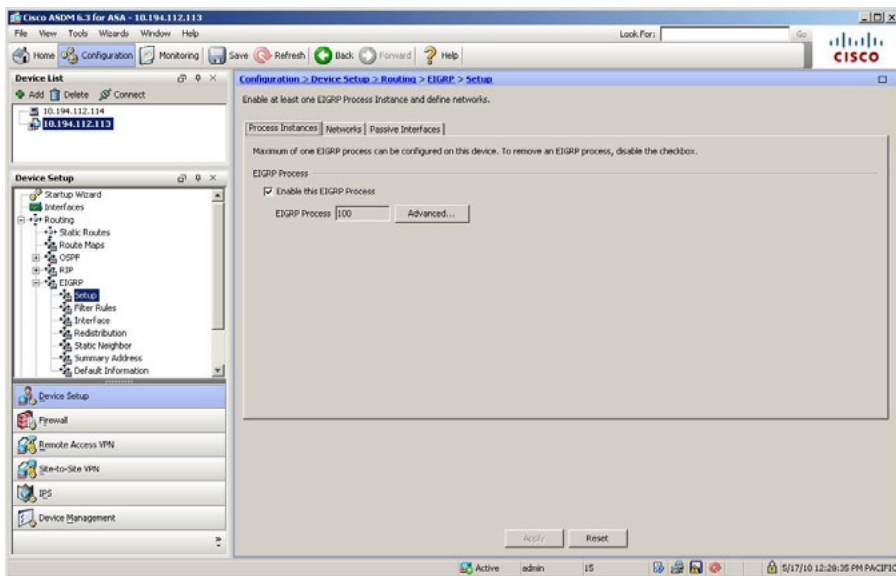 Cisco ASDM 6.3 for ASA - 10.194.112.113
File View Tools Wizards Window Help
Look For:
Go
Home Configuration Monitoring Save Refresh Back Forward Help
CISCO
Device List
Add Delete Connect
10.194.112.114
10.194.112.113
Device Setup
Startup Wizard
Interfaces
Routing
Static Routes
Route Maps
OSPF
RIP
EIGRP
Setup
Filter Rules
Interface
Redistribution
Static Neighbor
Summary Address
Default Information
Device Setup
Firewall
Remote Access VPN
Site-to-Site VPN
IPS
Device Management
Configuration > Device Setup > Routing > EIGRP > Setup
Enable at least one EIGRP Process Instance and define networks.
Process Instances Networks Passive Interfaces
Maximum of one EIGRP process can be configured on this device. To remove an EIGRP process, disable the checkbox.
EIGRP Process
Enable this EIGRP Process
EIGRP Process 100 Advanced...
Apply Reset
Active admin 15 5/17/10 12:28:35 PM PACIFIC